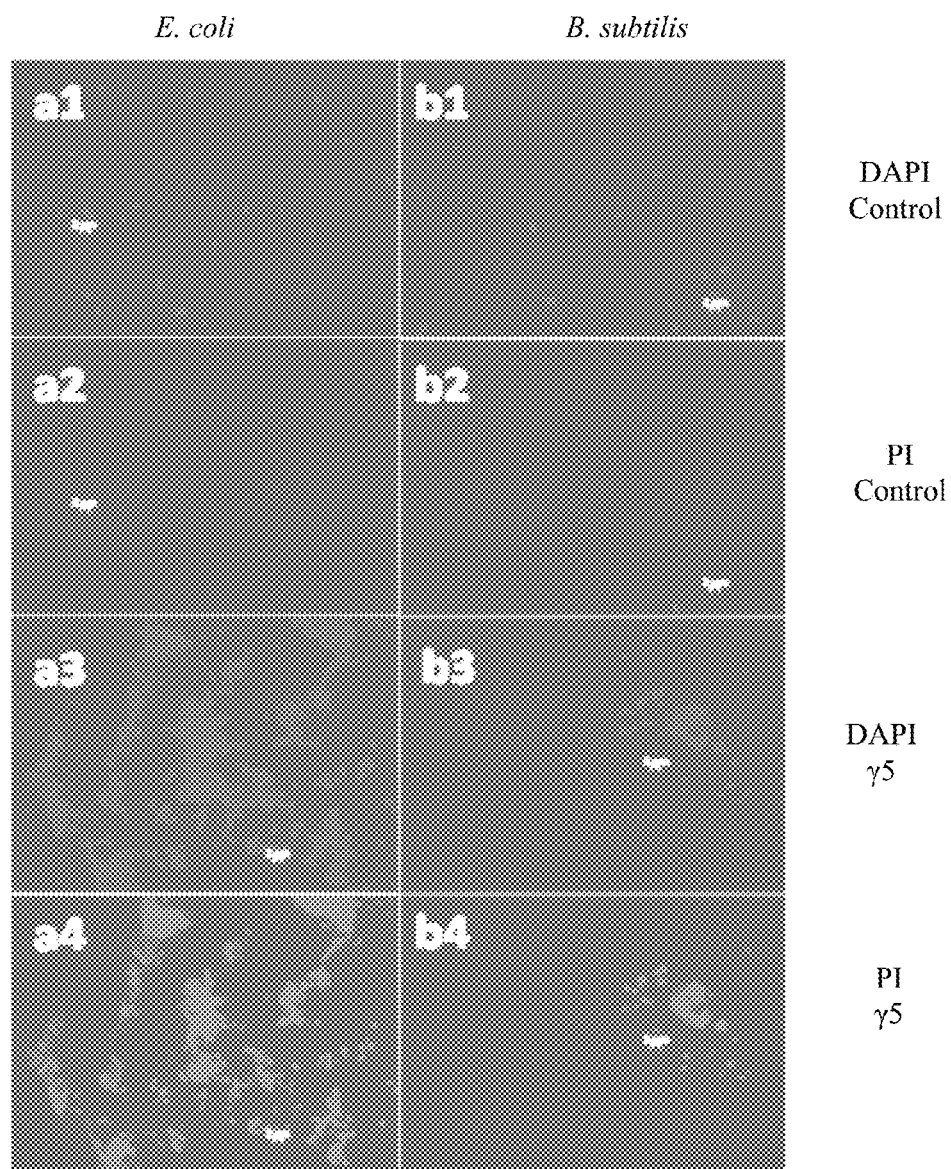 E. coli B. subtilis
a1 b1
DAPI
Control
a2 b2
PI
Control
a3 b3
DAPI
γ5
a4 b4
PI
γ5